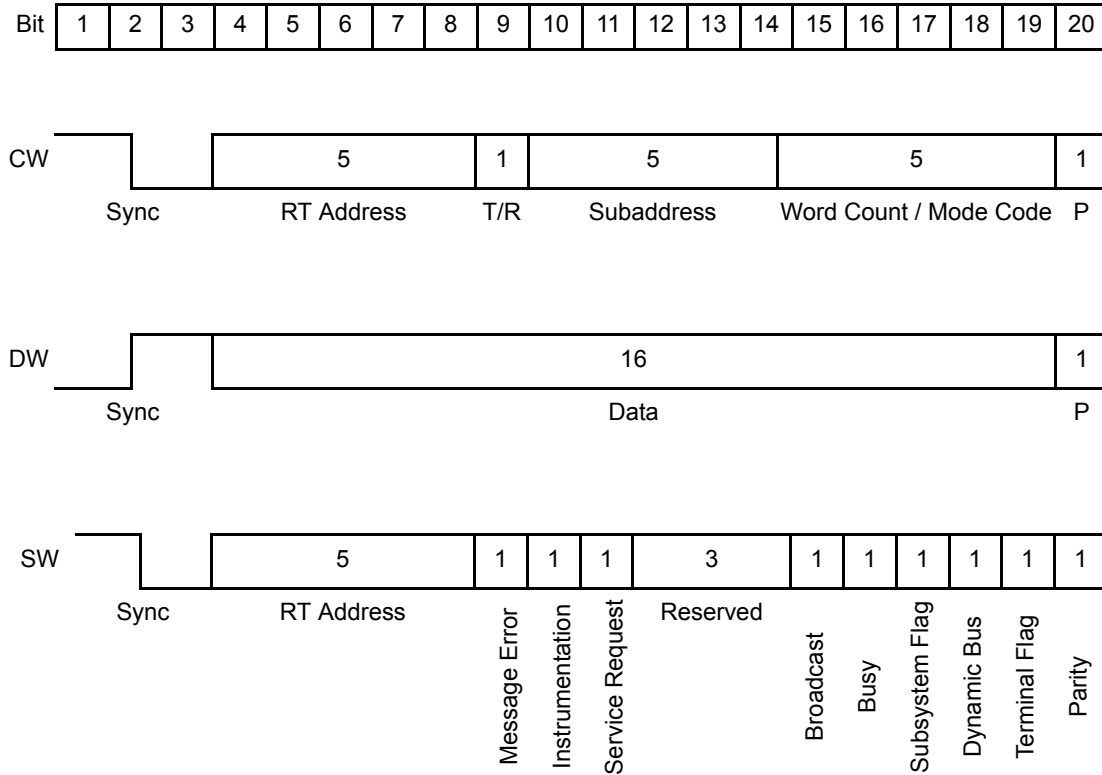 Bit 1 2 3 4 5 6 7 8 9 10 11 12 13 14 15 16 17 18 19 20
CW 5 1 5 5 1
Sync RT Address T/R Subaddress Word Count / Mode Code P
DW 16 1
Sync Data P
SW 5 1 1 1 3 1 1 1 1 1 1
Sync RT Address Reserved
Message Error
Instrumentation
Service Request
Broadcast
Busy
Subsystem Flag
Dynamic Bus
Terminal Flag
Parity